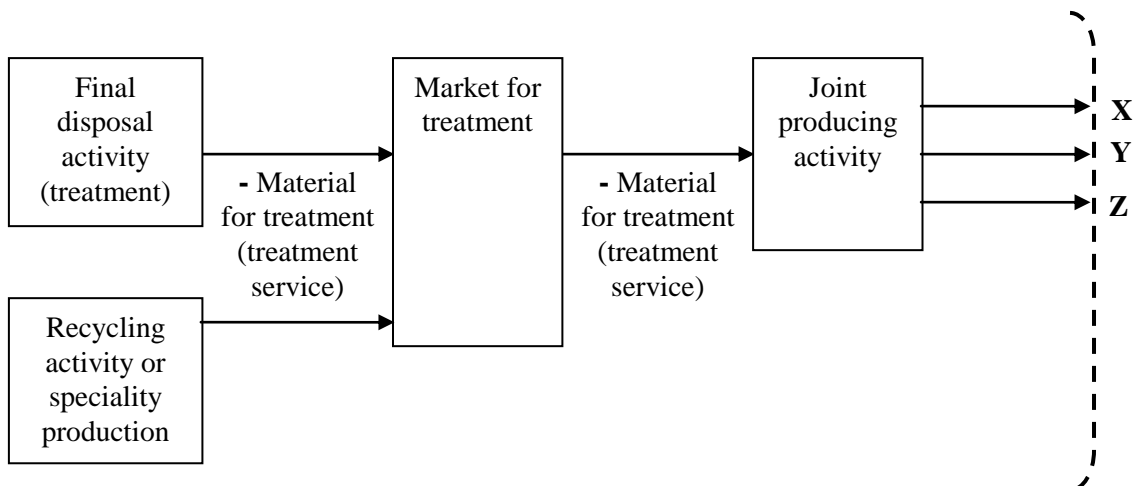 Final
disposal
activity
(treatment)
- Material
for treatment
(treatment
service)
Market for
treatment
- Material
for treatment
(treatment
service)
Joint
producing
activity
X
Y
Z
Recycling
activity or
speciality
production